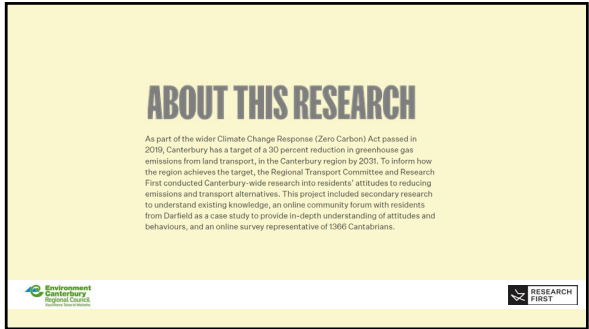 ABOUT THIS RESEARCH
As part of the wider Climate Change Response (Zero Carbon) Act passed in
2019, Canterbury has a target of a 30 percent reduction in greenhouse gas
emissions from land transport, in the Canterbury region by 2031. To inform how
the region achieves the target, the Regional Transport Committee and Research
First conducted Canterbury-wide research into residents' attitudes to reducing
emissions and transport alternatives. This project included secondary research
to understand existing knowledge, an online community forum with residents
from Darfield as a case study to provide in-depth understanding of attitudes and
behaviours, and an online survey representative of 1366 Cantabrians.
Environment
Canterbury
Regional Council
Kaunihera Taiao ki Waitaha
RESEARCH
FIRST